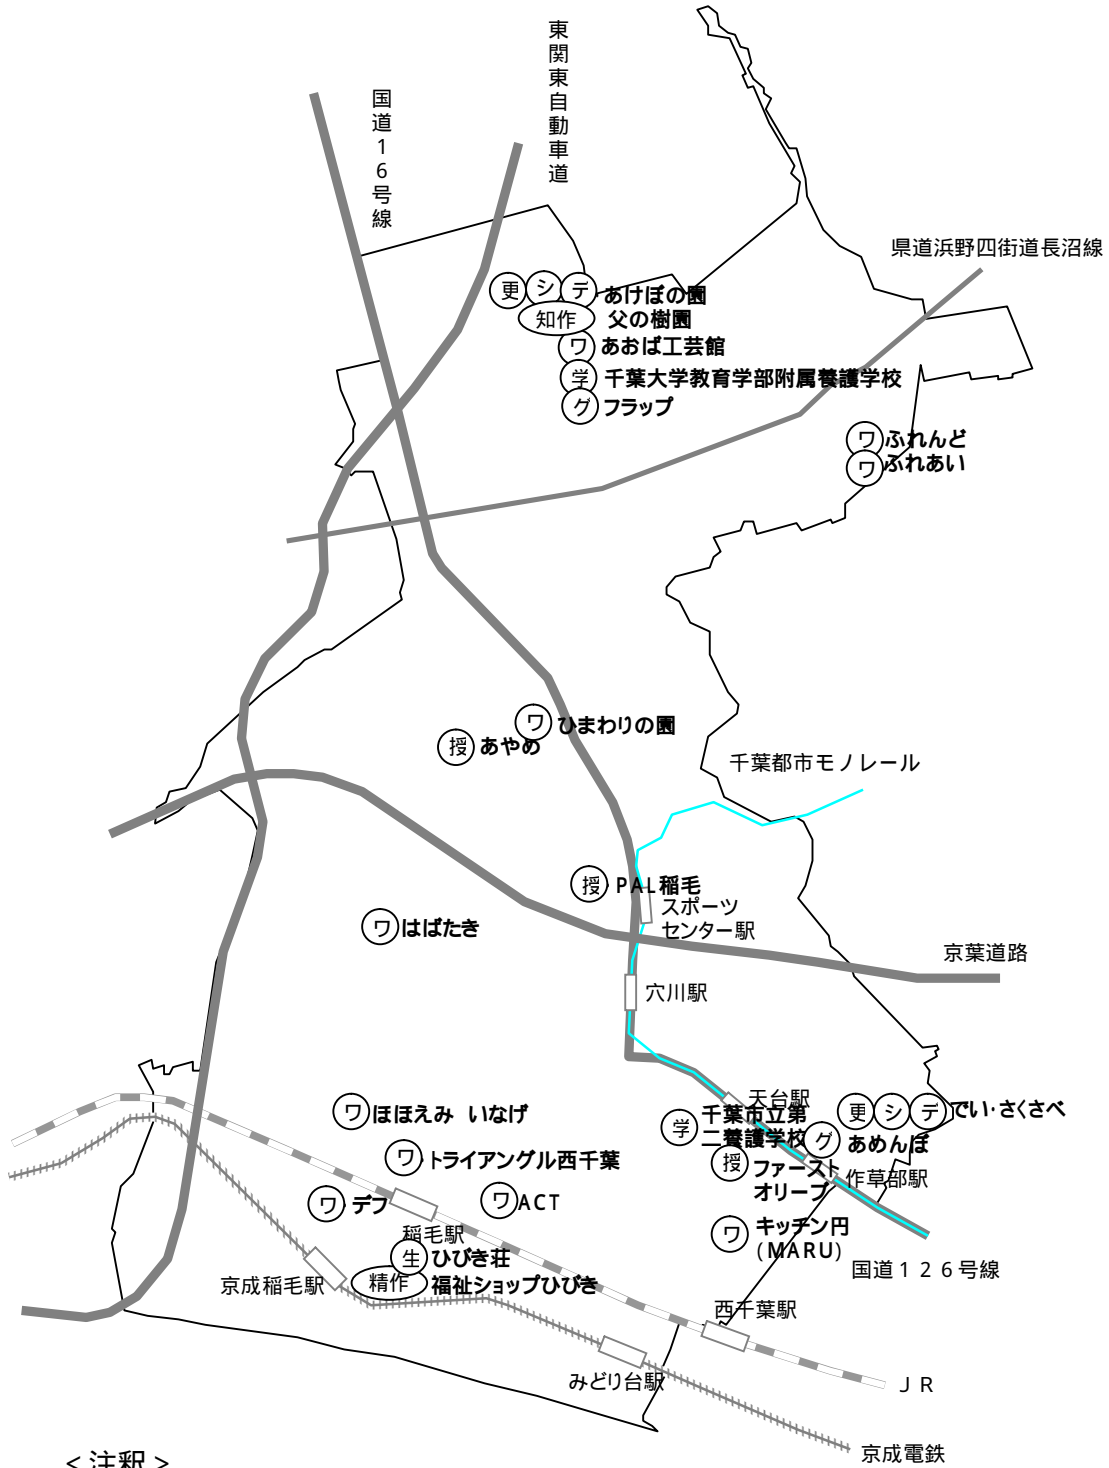 東関東自動車道
国道16号線
県道浜野四街道長沼線
更 シ デ あけぼの園
知作 父の樹園
ワ あおば工芸館
学 千葉大学教育学部附属養護学校
グ フラップ
ワ ふれんど
ワ ふれあい
ワ ひまわりの園
授 あやめ
千葉都市モノレール
授 PAL稲毛
スポーツ
センター駅
ワ はばたき
京葉道路
穴川駅
天台駅
更 シ デ でい・さくさべ
ワ ほほえみ いなげ
学 千葉市立第
二養護学校
グ あめんぼ
ワ トライアングル西千葉
授 ファースト
オリーブ
作草部駅
ワ デフ
ワ ACT
稲毛駅
ワ キッチン円
(MARU)
生 ひびき荘
国道126号線
京成稲毛駅
精作 福祉ショップひびき
西千葉駅
みどり台駅
JR
京成電鉄
<注釈>